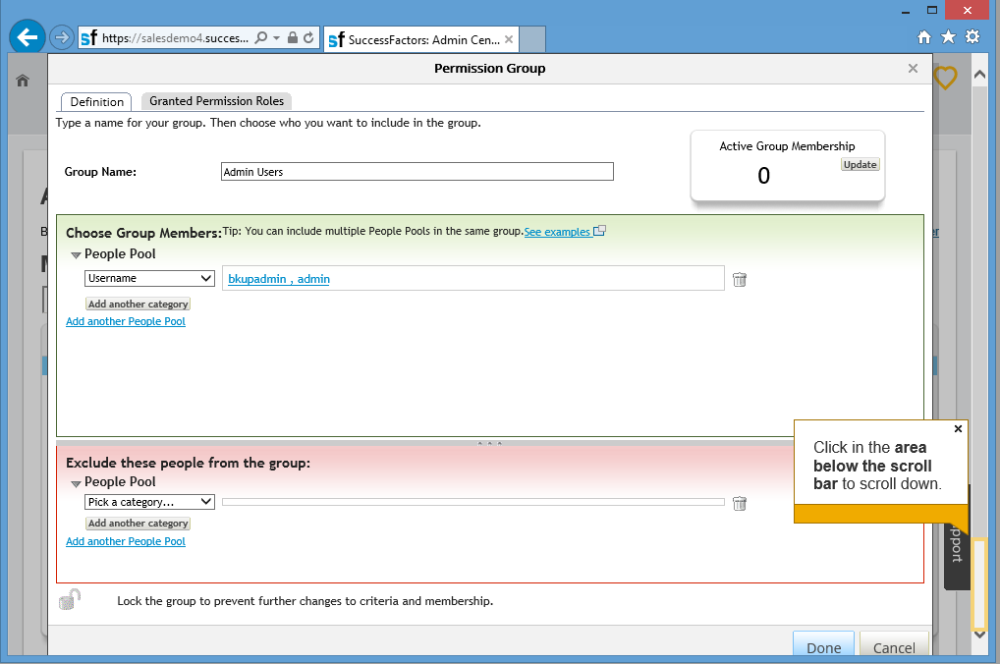 sf https://salesdemo4.succes...
sf SuccessFactors: Admin Cen...
Permission Group
Definition
Granted Permission Roles
Type a name for your group. Then choose who you want to include in the group.
Active Group Membership
Update
0
Group Name:
Admin Users
Choose Group Members: Tip: You can include multiple People Pools in the same group. See examples
People Pool
Username
bkupadmin , admin
Add another category
Add another People Pool
Exclude these people from the group:
People Pool
Pick a category...
Add another category
Add another People Pool
Click in the area
below the scroll
bar to scroll down.
pport
Lock the group to prevent further changes to criteria and membership.
Done
Cancel